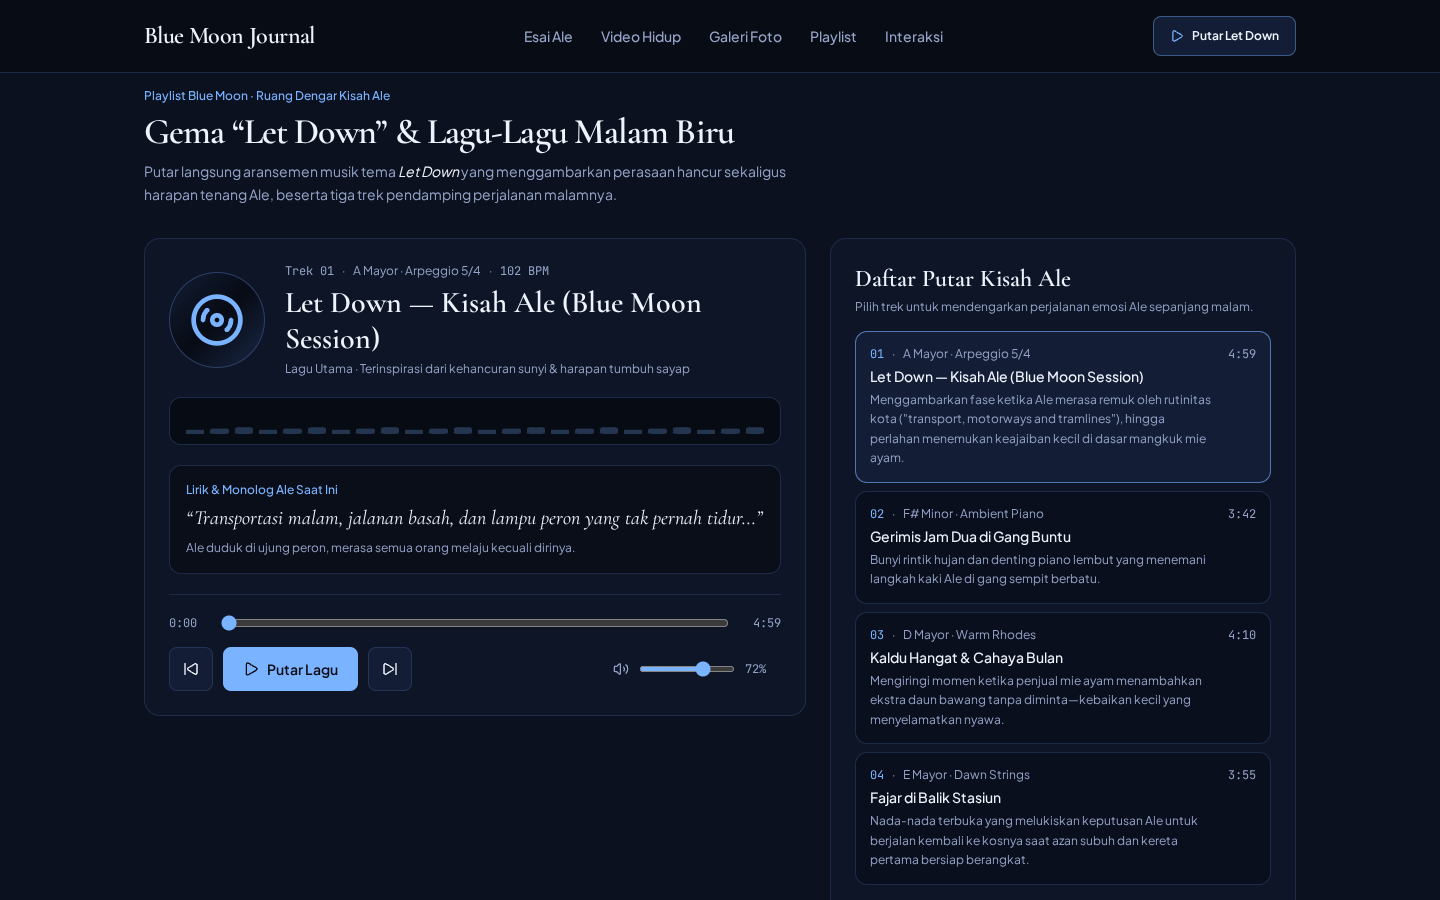 Blue Moon Journal
Esai Ale
Video Hidup
Galeri Foto
Playlist
Interaksi
Putar Let Down
Playlist Blue Moon · Ruang Dengar Kisah Ale
Gema “Let Down” & Lagu-Lagu Malam Biru
Putar langsung aransemen musik tema Let Down yang menggambarkan perasaan hancur sekaligus
harapan tenang Ale, beserta tiga trek pendamping perjalanan malamnya.
Trek 01 · A Mayor · Arpeggio 5/4 · 102 BPM
Let Down — Kisah Ale (Blue Moon
Session)
Lagu Utama · Terinspirasi dari kehancuran sunyi & harapan tumbuh sayap
Lirik & Monolog Ale Saat Ini
“Transportasi malam, jalanan basah, dan lampu peron yang tak pernah tidur...”
Ale duduk di ujung peron, merasa semua orang melaju kecuali dirinya.
0:00
4:59
Putar Lagu
72%
Daftar Putar Kisah Ale
Pilih trek untuk mendengarkan perjalanan emosi Ale sepanjang malam.
01 · A Mayor · Arpeggio 5/4 4:59
Let Down — Kisah Ale (Blue Moon Session)
Menggambarkan fase ketika Ale merasa remuk oleh rutinitas
kota ("transport, motorways and tramlines"), hingga
perlahan menemukan keajaiban kecil di dasar mangkuk mie
ayam.
02 · F# Minor · Ambient Piano 3:42
Gerimis Jam Dua di Gang Buntu
Bunyi rintik hujan dan denting piano lembut yang menemani
langkah kaki Ale di gang sempit berbatu.
03 · D Mayor · Warm Rhodes 4:10
Kaldu Hangat & Cahaya Bulan
Mengiringi momen ketika penjual mie ayam menambahkan
ekstra daun bawang tanpa diminta—kebaikan kecil yang
menyelamatkan nyawa.
04 · E Mayor · Dawn Strings 3:55
Fajar di Balik Stasiun
Nada-nada terbuka yang melukiskan keputusan Ale untuk
berjalan kembali ke kosnya saat azan subuh dan kereta
pertama bersiap berangkat.